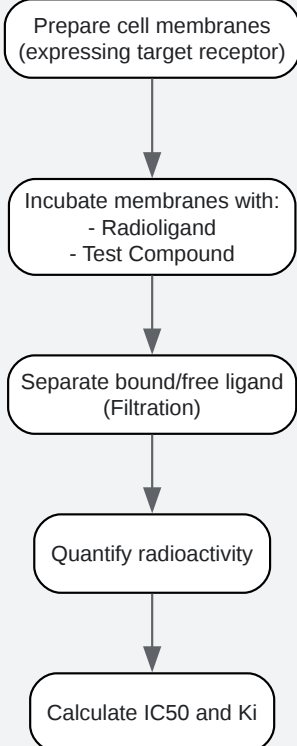 Prepare cell membranes
(expressing target receptor)
Incubate membranes with:
- Radioligand
- Test Compound
Separate bound/free ligand
(Filtration)
Quantify radioactivity
Calculate IC50 and Ki